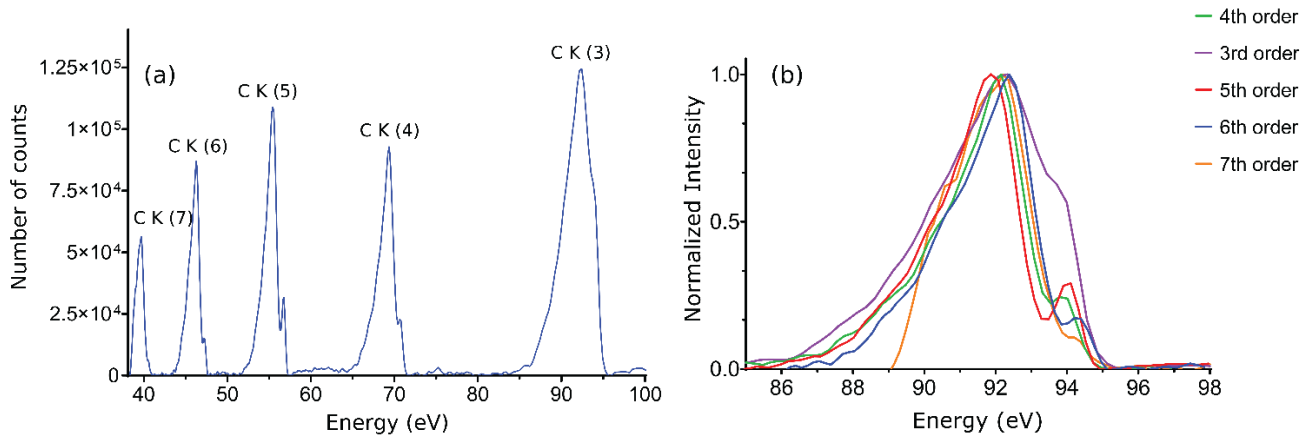 (a)
C K (3)
C K (5)
C K (6)
C K (4)
C K (7)
1.25×10⁵
1×10⁵
7.5×10⁴
5×10⁴
2.5×10⁴
0
Number of counts
40 50 60 70 80 90 100
Energy (eV)
(b)
1.0
0.5
0.0
Normalized Intensity
86 88 90 92 94 96 98
Energy (eV)
4th order
3rd order
5th order
6th order
7th order